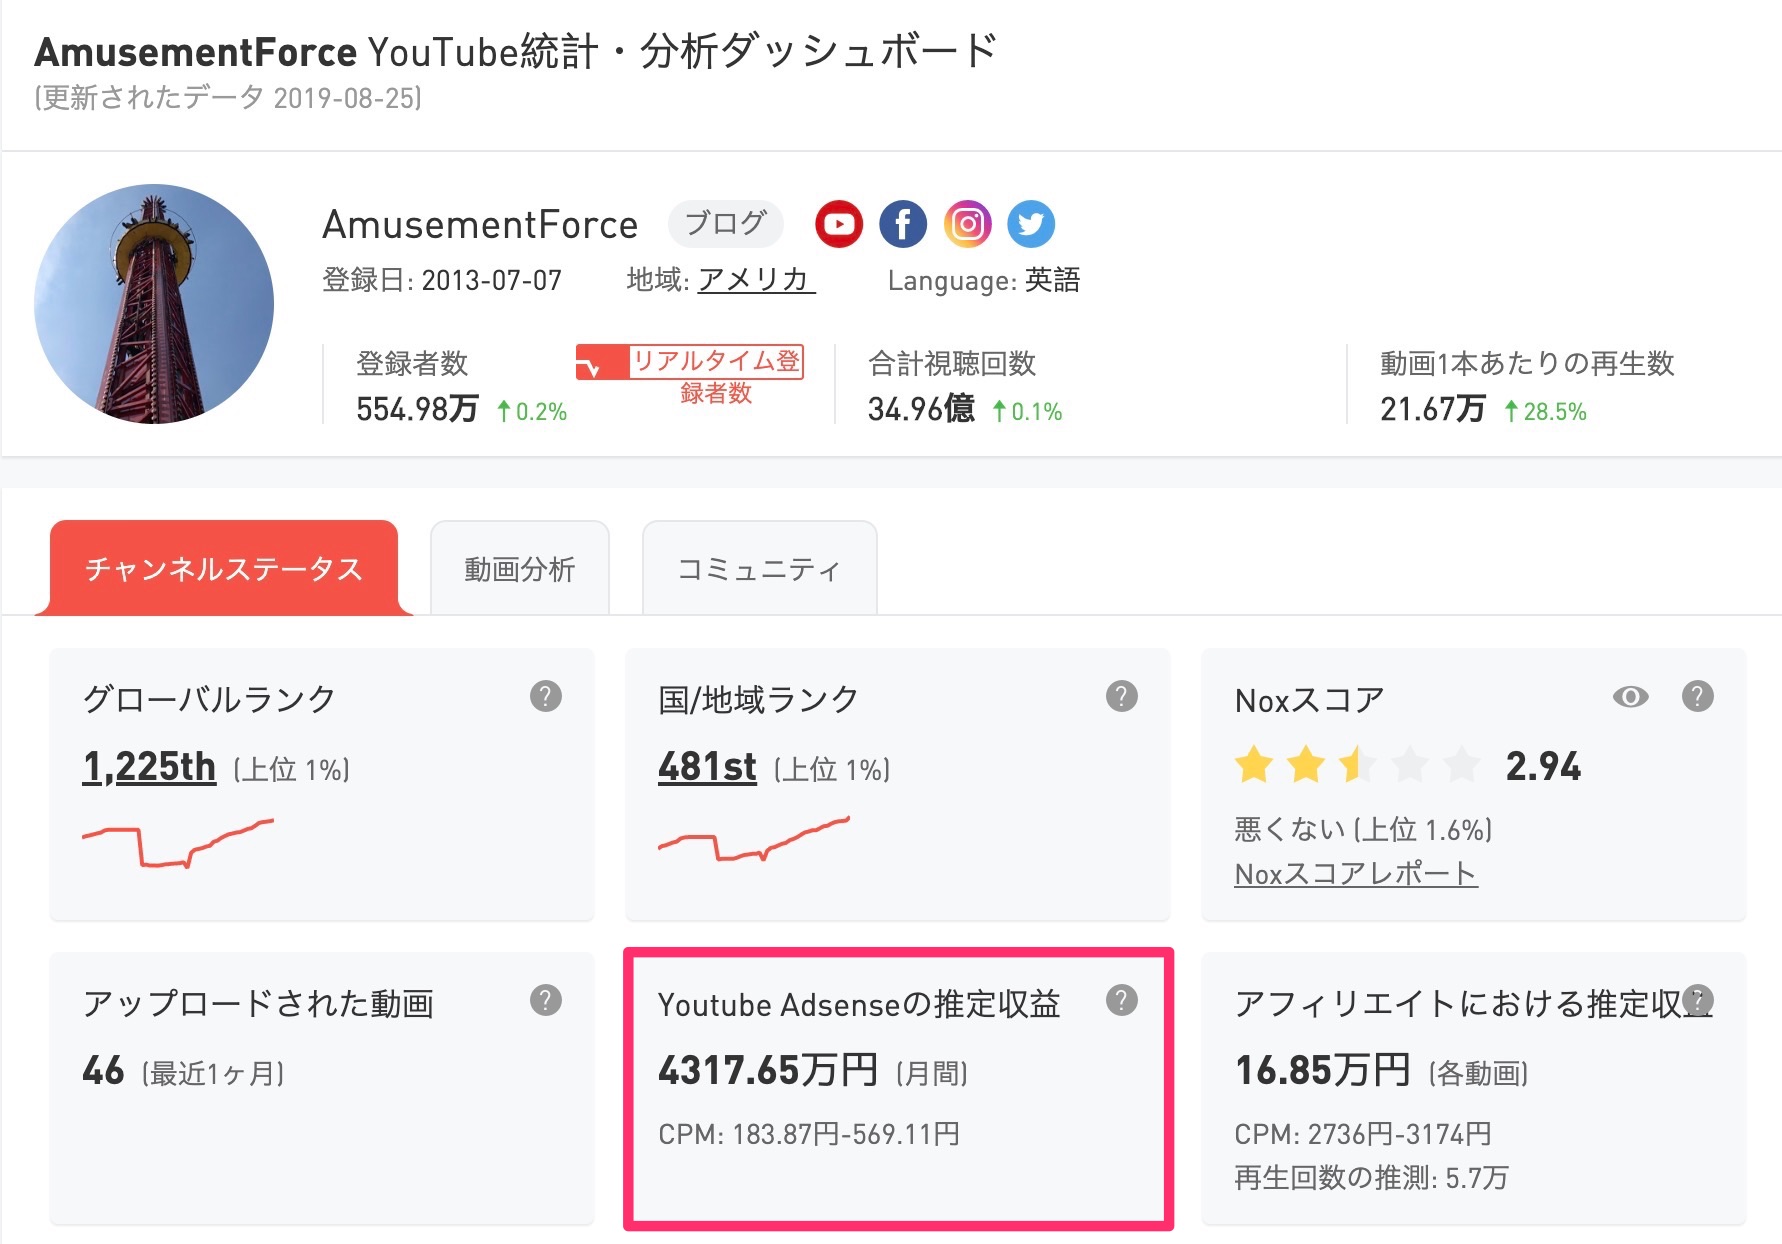 AmusementForce YouTube統計・分析ダッシュボード
(更新されたデータ 2019-08-25)
AmusementForce ブログ
登録日: 2013-07-07 地域: アメリカ Language: 英語
登録者数
554.98万 0.2%
リアルタイム登
録者数
合計視聴回数
34.96億 0.1%
動画1本あたりの再生数
21.67万 28.5%
チャンネルステータス 動画分析 コミュニティ
グローバルランク ?
1,225th (上位 1%)
国/地域ランク ?
481st (上位 1%)
Noxスコア ?
2.94
悪くない (上位 1.6%)
Noxスコアレポート
アップロードされた動画 ?
46 (最近1ヶ月)
Youtube Adsenseの推定収益 ?
4317.65万円 (月間)
CPM: 183.87円-569.11円
アフィリエイトにおける推定収益 ?
16.85万円 (各動画)
CPM: 2736円-3174円
再生回数の推測: 5.7万